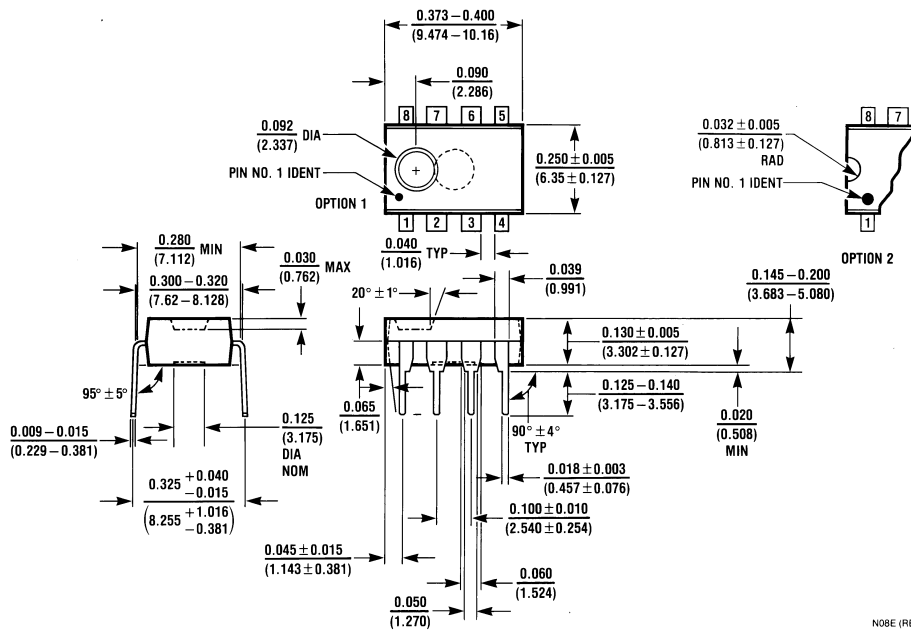 0.373 – 0.400
(9.474 – 10.16)
0.090
(2.286)
8 7 6 5
0.092 DIA
(2.337)
PIN NO. 1 IDENT
OPTION 1
+
0.250 ± 0.005
(6.35 ± 0.127)
1 2 3 4
8 7
0.032 ± 0.005
(0.813 ± 0.127)
RAD
PIN NO. 1 IDENT
1
OPTION 2
0.280 MIN
(7.112)
0.030 MAX
(0.762)
0.300 – 0.320
(7.62 – 8.128)
0.040 TYP
(1.016)
0.039
(0.991)
20° ± 1°
0.145 – 0.200
(3.683 – 5.080)
0.130 ± 0.005
(3.302 ± 0.127)
95° ± 5°
0.065
(1.651)
0.125 – 0.140
(3.175 – 3.556)
90° ± 4°
TYP
0.020
(0.508)
MIN
0.009 – 0.015
(0.229 – 0.381)
0.125
(3.175)
DIA
NOM
0.325 +0.040
–0.015
(8.255 +1.016
–0.381)
0.018 ± 0.003
(0.457 ± 0.076)
0.100 ± 0.010
(2.540 ± 0.254)
0.045 ± 0.015
(1.143 ± 0.381)
0.060
(1.524)
0.050
(1.270)
N08E